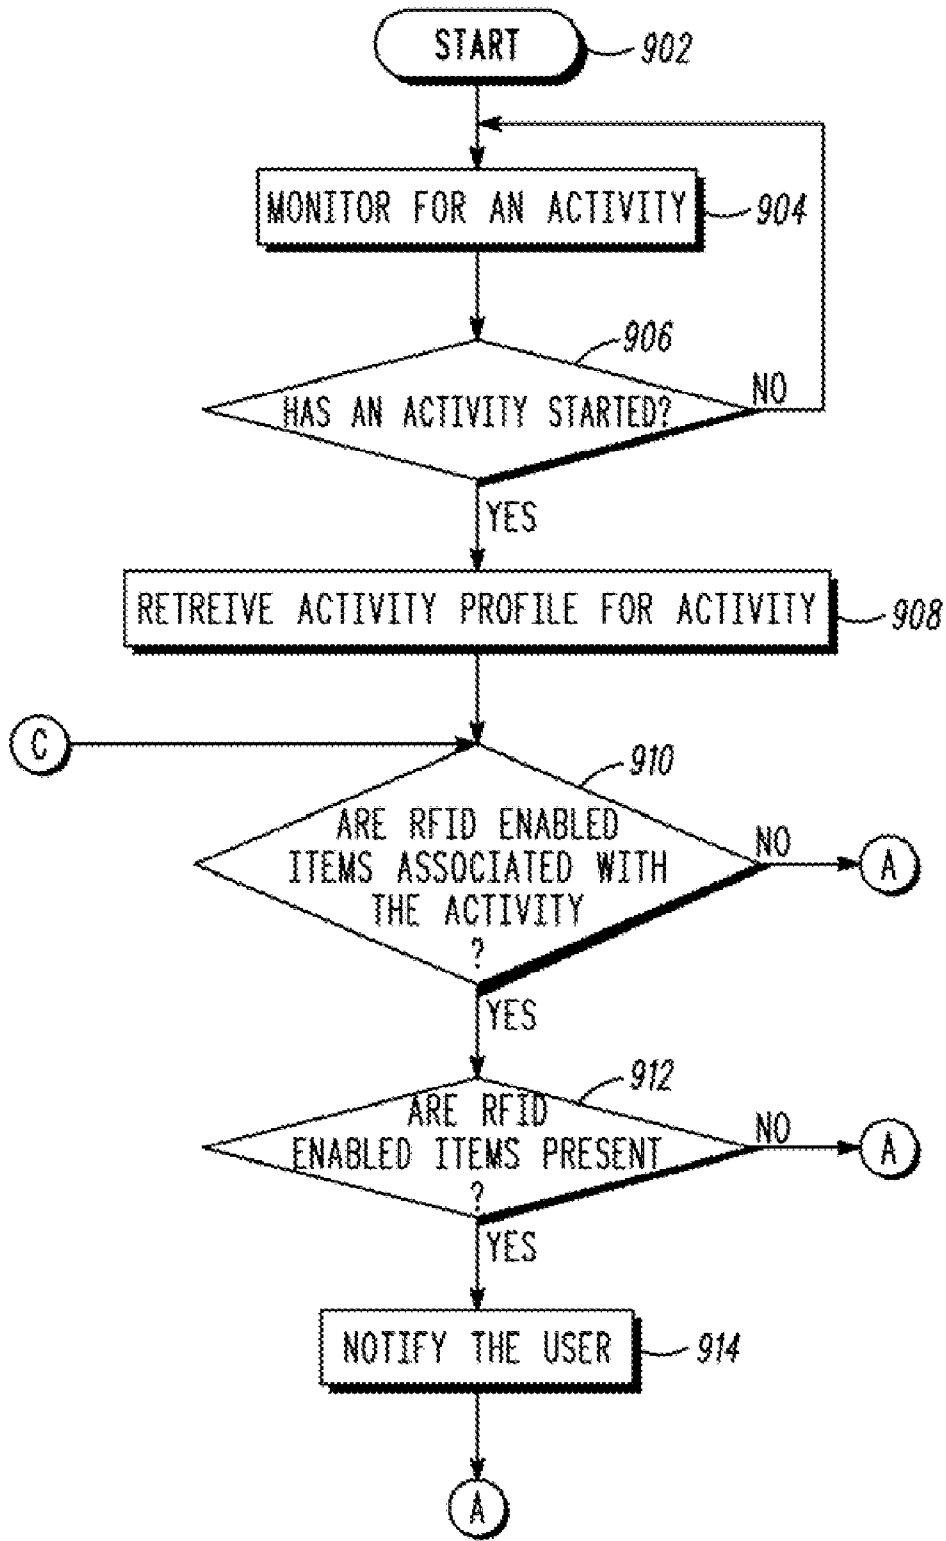 START
902
MONITOR FOR AN ACTIVITY
904
906
HAS AN ACTIVITY STARTED?
NO
YES
RETREIVE ACTIVITY PROFILE FOR ACTIVITY
908
C
910
ARE RFID ENABLED
ITEMS ASSOCIATED WITH
THE ACTIVITY
?
NO
A
YES
912
ARE RFID
ENABLED ITEMS PRESENT
?
NO
A
YES
NOTIFY THE USER
914
A